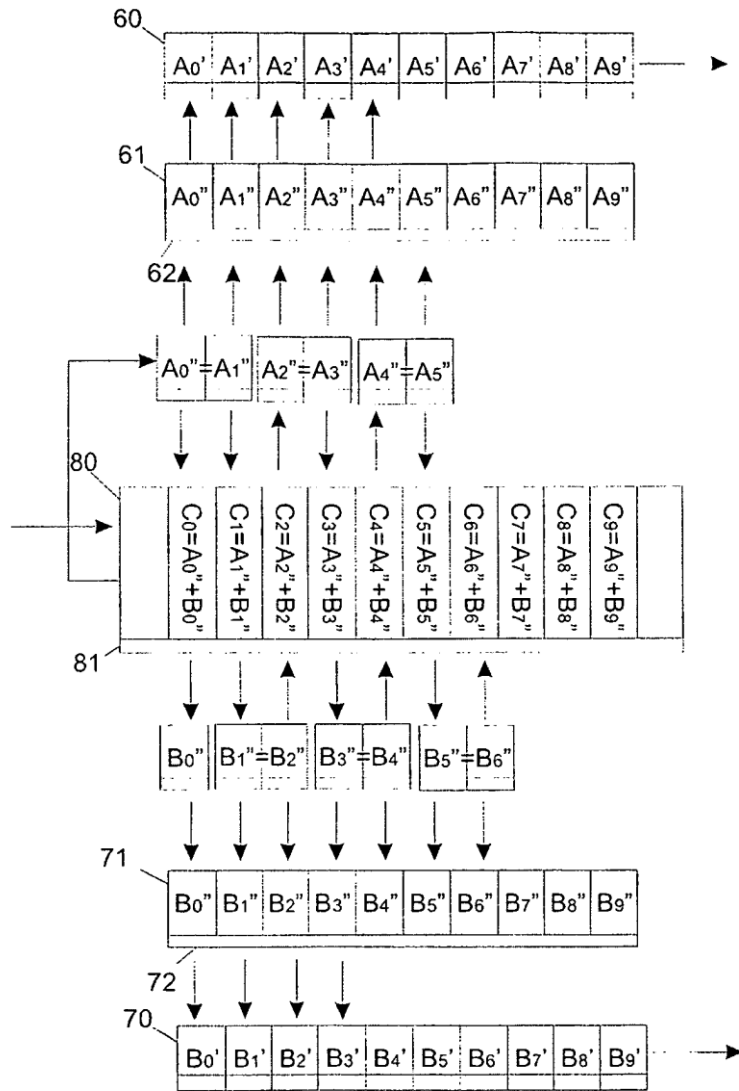 60
A0' A1' A2' A3' A4' A5' A6' A7' A8' A9'
61
A0" A1" A2" A3" A4" A5" A6" A7" A8" A9"
62
A0"=A1" A2"=A3" A4"=A5"
80
C0=A0"+B0"
C1=A1"+B1"
C2=A2"+B2"
C3=A3"+B3"
C4=A4"+B4"
C5=A5"+B5"
C6=A6"+B6"
C7=A7"+B7"
C8=A8"+B8"
C9=A9"+B9"
81
B0" B1"=B2" B3"=B4" B5"=B6"
71
B0" B1" B2" B3" B4" B5" B6" B7" B8" B9"
72
70
B0' B1' B2' B3' B4' B5' B6' B7' B8' B9'